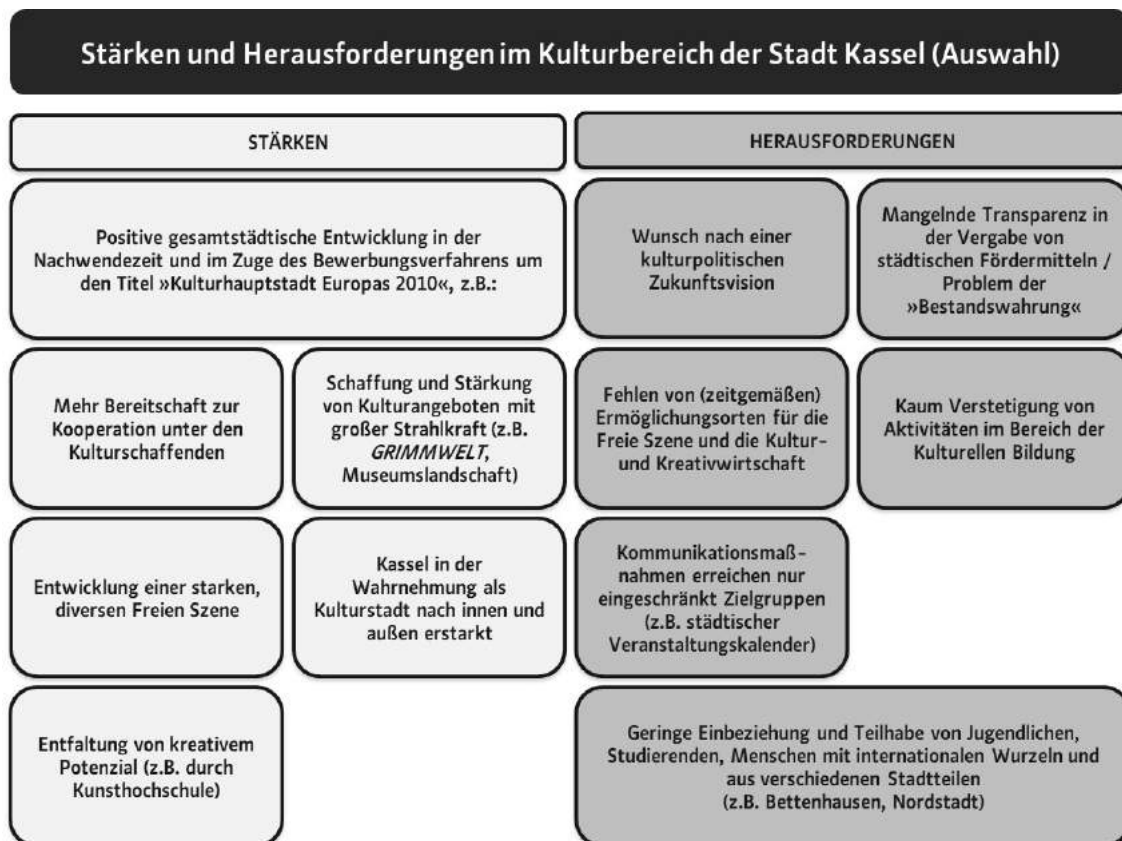 Stärken und Herausforderungen im Kulturbereich der Stadt Kassel (Auswahl)
STÄRKEN
Positive gesamtstädtische Entwicklung in der
Nachwendezeit und im Zuge des Bewerbungsverfahrens um
den Titel »Kulturhauptstadt Europas 2010«, z.B.:
Mehr Bereitschaft zur
Kooperation unter den
Kulturschaffenden
Schaffung und Stärkung
von Kulturangeboten mit
großer Strahlkraft (z.B.
GRIMMWELT,
Museumslandschaft)
Entwicklung einer starken,
diversen Freien Szene
Kassel in der
Wahrnehmung als
Kulturstadt nach innen und
außen erstarkt
Entfaltung von kreativem
Potenzial (z.B. durch
Kunsthochschule)
HERAUSFORDERUNGEN
Wunsch nach einer
kulturpolitischen
Zukunftsvision
Mangelnde Transparenz in
der Vergabe von
städtischen Fördermitteln /
Problem der
»Bestandswahrung«
Fehlen von (zeitgemäßen)
Ermöglichungsorten für die
Freie Szene und die Kultur-
und Kreativwirtschaft
Kaum Verstetigung von
Aktivitäten im Bereich der
Kulturellen Bildung
Kommunikationsmaß-
nahmen erreichen nur
eingeschränkt Zielgruppen
(z.B. städtischer
Veranstaltungskalender)
Geringe Einbeziehung und Teilhabe von Jugendlichen,
Studierenden, Menschen mit internationalen Wurzeln und
aus verschiedenen Stadtteilen
(z.B. Bettenhausen, Nordstadt)